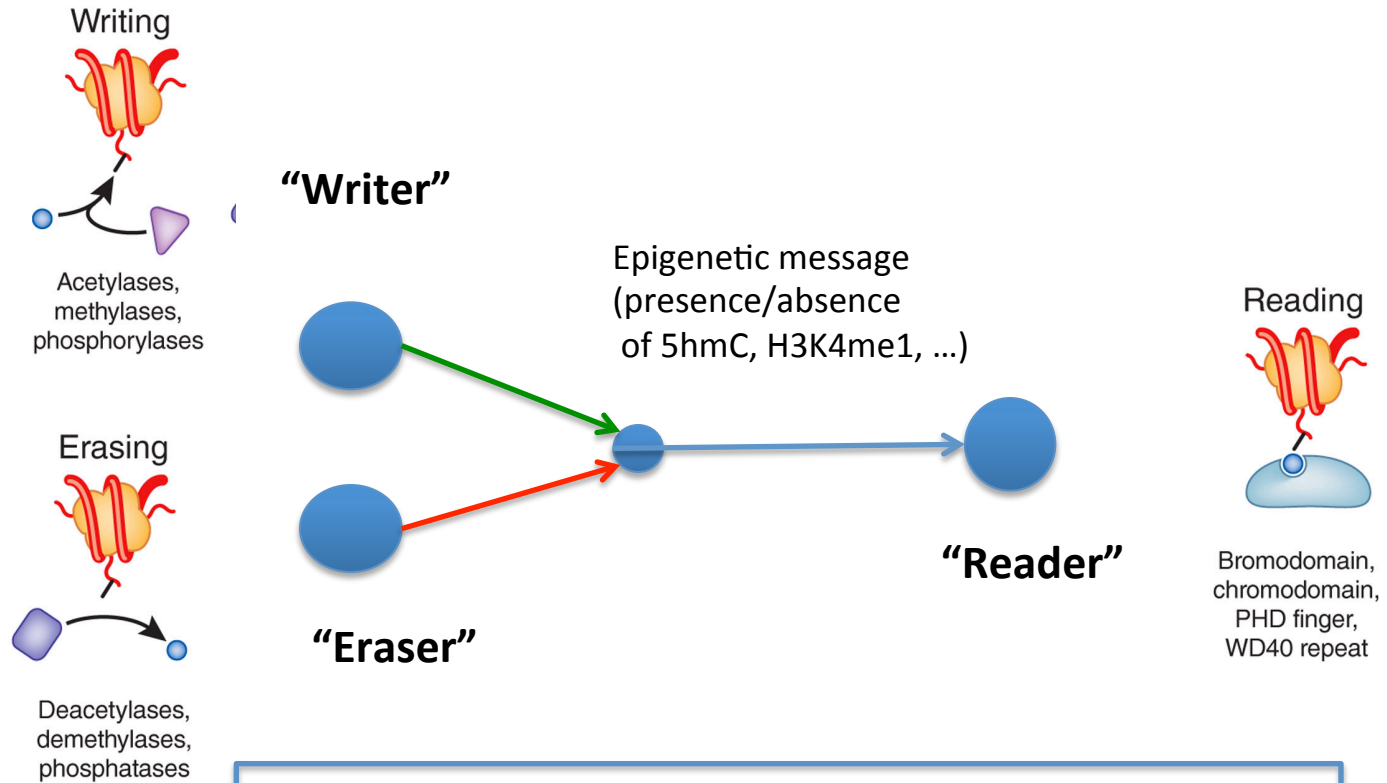 Writing
Acetylases,
methylases,
phosphorylases
Erasing
Deacetylases,
demethylases,
phosphatases
“Writer”
“Eraser”
Epigenetic message
(presence/absence
of 5hmC, H3K4me1, …)
“Reader”
Reading
Bromodomain,
chromodomain,
PHD finger,
WD40 repeat